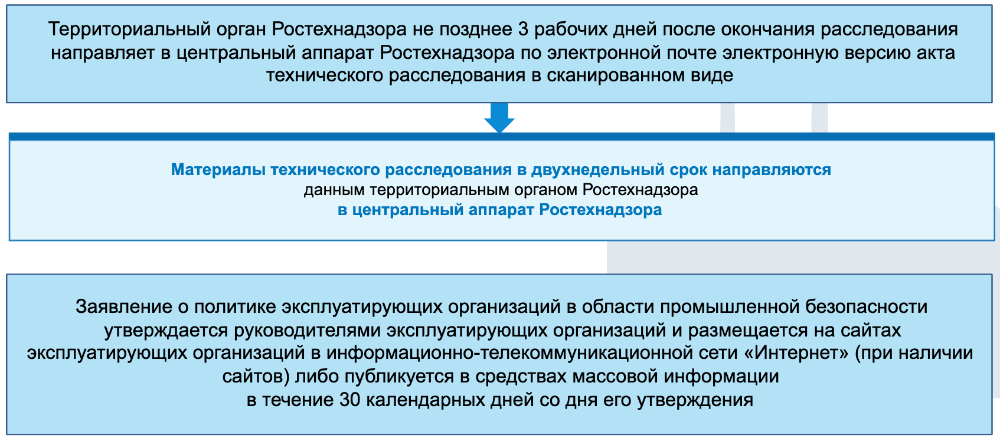 Территориальный орган Ростехнадзора не позднее 3 рабочих дней после окончания расследования
направляет в центральный аппарат Ростехнадзора по электронной почте электронную версию акта
технического расследования в сканированном виде
Материалы технического расследования в двухнедельный срок направляются
данным территориальным органом Ростехнадзора
в центральный аппарат Ростехнадзора
Заявление о политике эксплуатирующих организаций в области промышленной безопасности
утверждается руководителями эксплуатирующих организаций и размещается на сайтах
эксплуатирующих организаций в информационно-телекоммуникационной сети «Интернет» (при наличии
сайтов) либо публикуется в средствах массовой информации
в течение 30 календарных дней со дня его утверждения